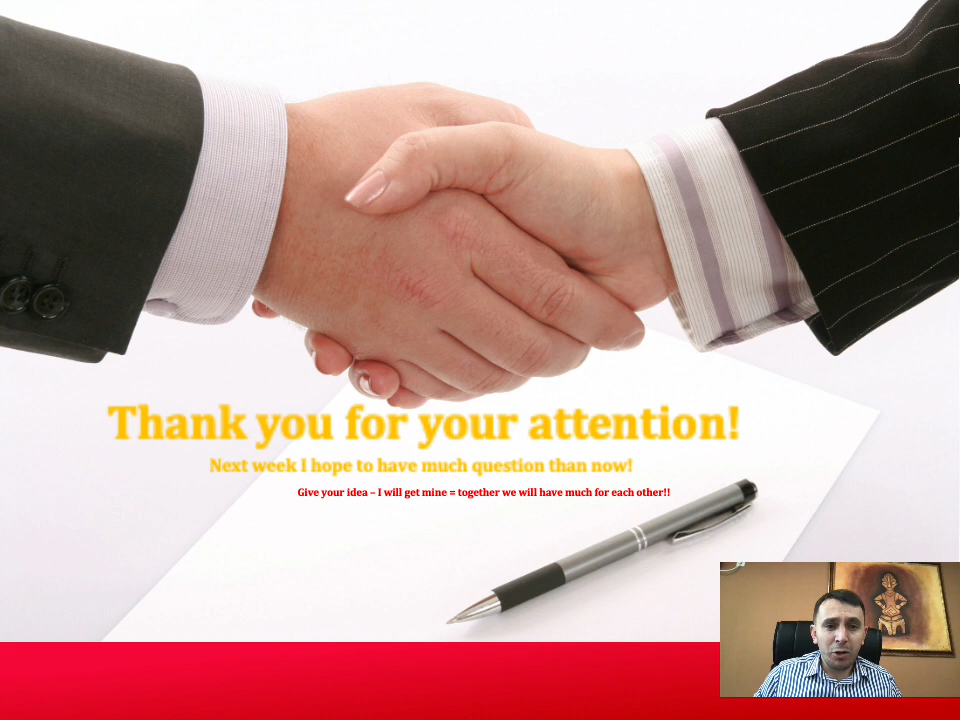 Thank you for your attention!
Next week I hope to have much question than now!
Give your idea – I will get mine = together we will have much for each other!!